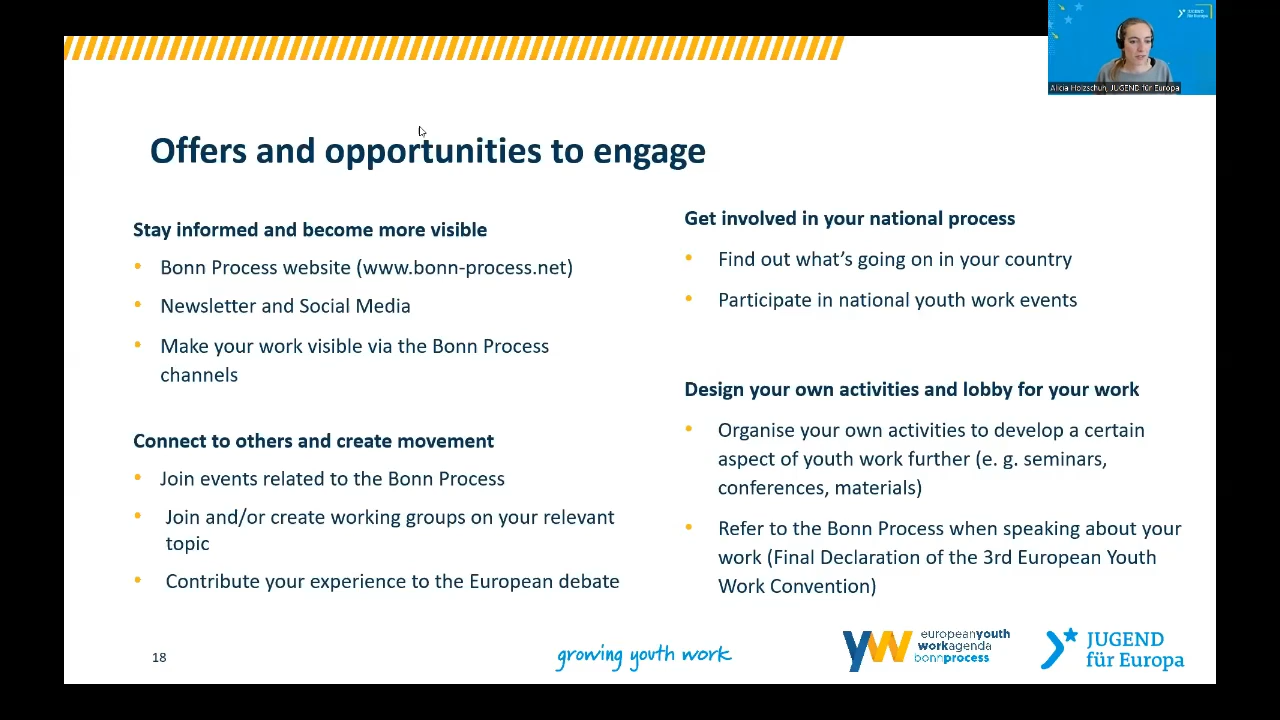 JUGEND
für Europa
Alicia Holzschuh, JUGEND für Europa
Offers and opportunities to engage
Stay informed and become more visible
• Bonn Process website (www.bonn-process.net)
• Newsletter and Social Media
• Make your work visible via the Bonn Process
channels
Connect to others and create movement
• Join events related to the Bonn Process
• Join and/or create working groups on your relevant
topic
• Contribute your experience to the European debate
Get involved in your national process
• Find out what’s going on in your country
• Participate in national youth work events
Design your own activities and lobby for your work
• Organise your own activities to develop a certain
aspect of youth work further (e. g. seminars,
conferences, materials)
• Refer to the Bonn Process when speaking about your
work (Final Declaration of the 3rd European Youth
Work Convention)
18
growing youth work
yw
europeanyouth
workagenda
bonnprocess
JUGEND
für Europa